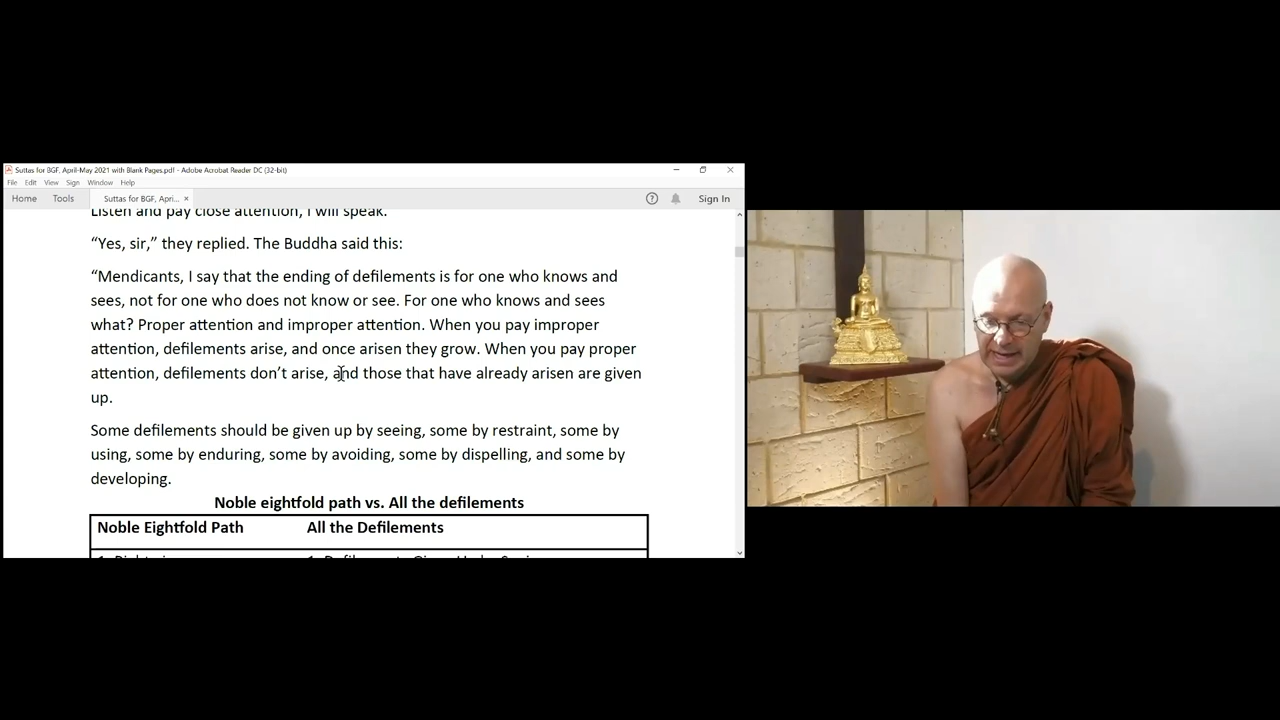 Suttas for BGF, April-May 2021 with Blank Pages.pdf - Adobe Acrobat Reader DC (32-bit)
File Edit View Sign Window Help
Home Tools Suttas for BGF, Apri... × Sign In
Listen and pay close attention, I will speak.
“Yes, sir,” they replied. The Buddha said this:
“Mendicants, I say that the ending of defilements is for one who knows and
sees, not for one who does not know or see. For one who knows and sees
what? Proper attention and improper attention. When you pay improper
attention, defilements arise, and once arisen they grow. When you pay proper
attention, defilements don’t arise, and those that have already arisen are given
up.
Some defilements should be given up by seeing, some by restraint, some by
using, some by enduring, some by avoiding, some by dispelling, and some by
developing.
Noble eightfold path vs. All the defilements
Noble Eightfold Path All the Defilements